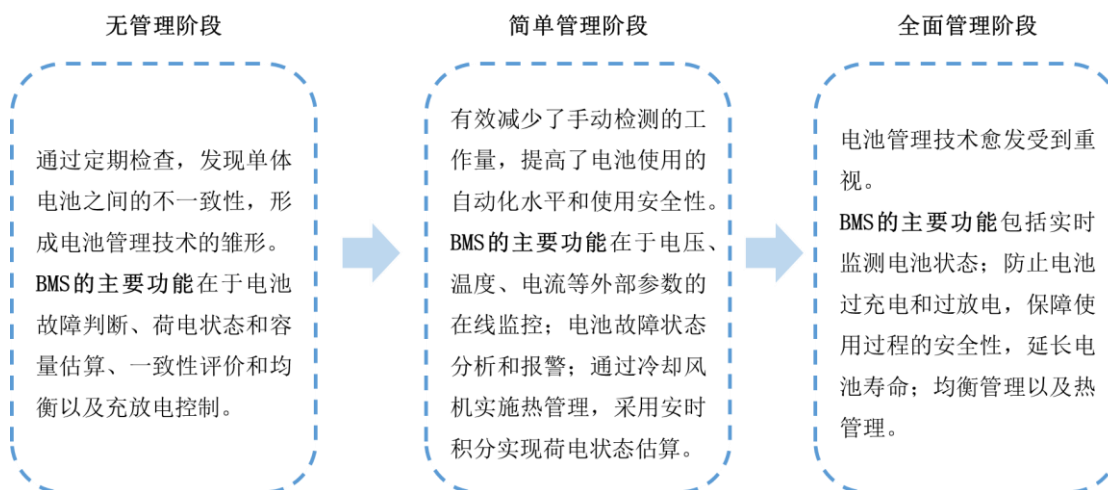 无管理阶段
通过定期检查，发现单体
电池之间的不一致性，形
成电池管理技术的雏形。
BMS的主要功能在于电池
故障判断、荷电状态和容
量估算、一致性评价和均
衡以及充放电控制。
简单管理阶段
有效减少了手动检测的工
作量，提高了电池使用的
自动化水平和使用安全性。
BMS的主要功能在于电压、
温度、电流等外部参数的
在线监控；电池故障状态
分析和报警；通过冷却风
机实施热管理，采用安时
积分实现荷电状态估算。
全面管理阶段
电池管理技术愈发受到重
视。
BMS的主要功能包括实时
监测电池状态；防止电池
过充电和过放电，保障使
用过程的安全性，延长电
池寿命；均衡管理以及热
管理。